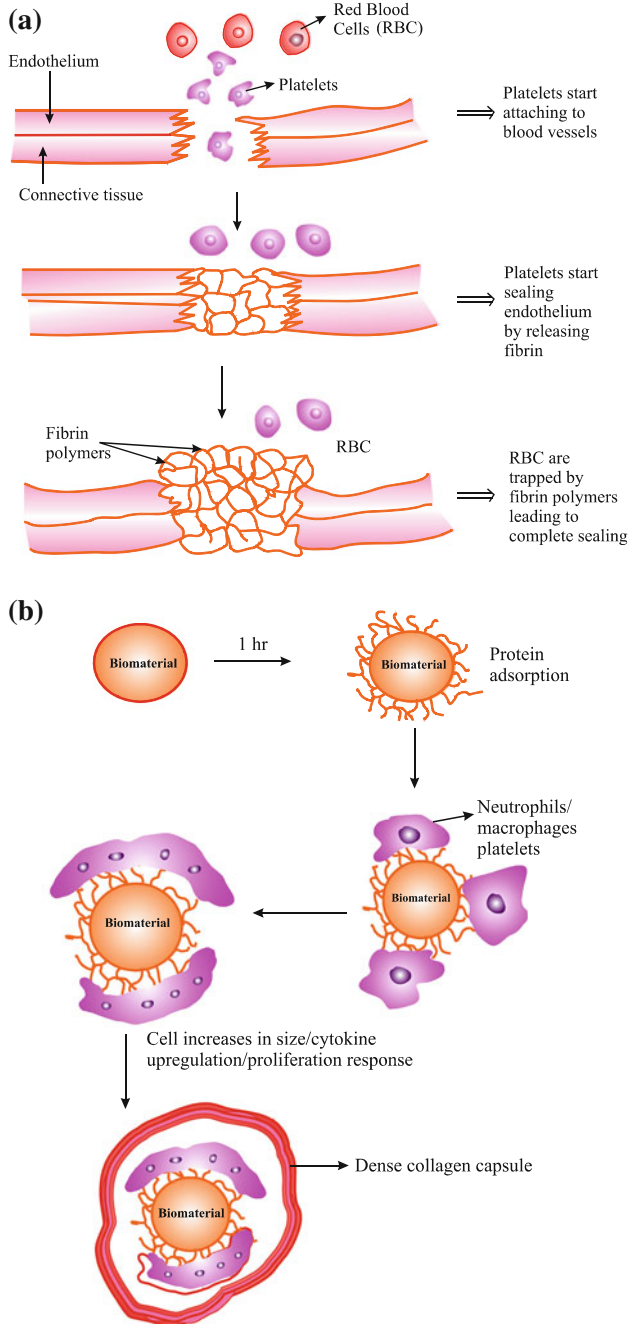 (a)
Red Blood
Cells (RBC)
Endothelium
Platelets
Platelets start
attaching to
blood vessels
Connective tissue
Platelets start
sealing
endothelium
by releasing
fibrin
Fibrin
polymers
RBC
RBC are
trapped by
fibrin polymers
leading to
complete sealing
(b)
Biomaterial
1 hr
Biomaterial
Protein
adsorption
Neutrophils/
macrophages
platelets
Biomaterial
Biomaterial
Cell increases in size/cytokine
upregulation/proliferation response
Dense collagen capsule
Biomaterial